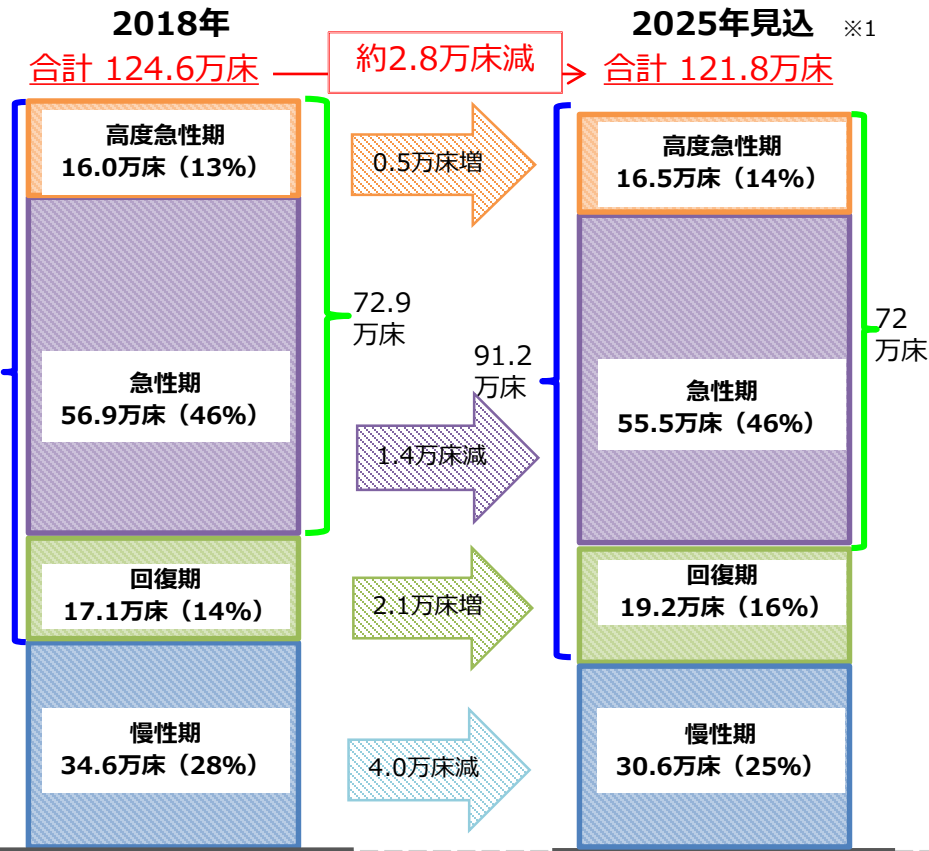 2018年
2025年見込 ※1
合計 124.6万床
約2.8万床減
合計 121.8万床
高度急性期
16.0万床（13%）
0.5万床増
高度急性期
16.5万床（14%）
72.9
万床
72
万床
91.2
万床
急性期
56.9万床（46%）
1.4万床減
急性期
55.5万床（46%）
回復期
17.1万床（14%）
2.1万床増
回復期
19.2万床（16%）
慢性期
34.6万床（28%）
4.0万床減
慢性期
30.6万床（25%）